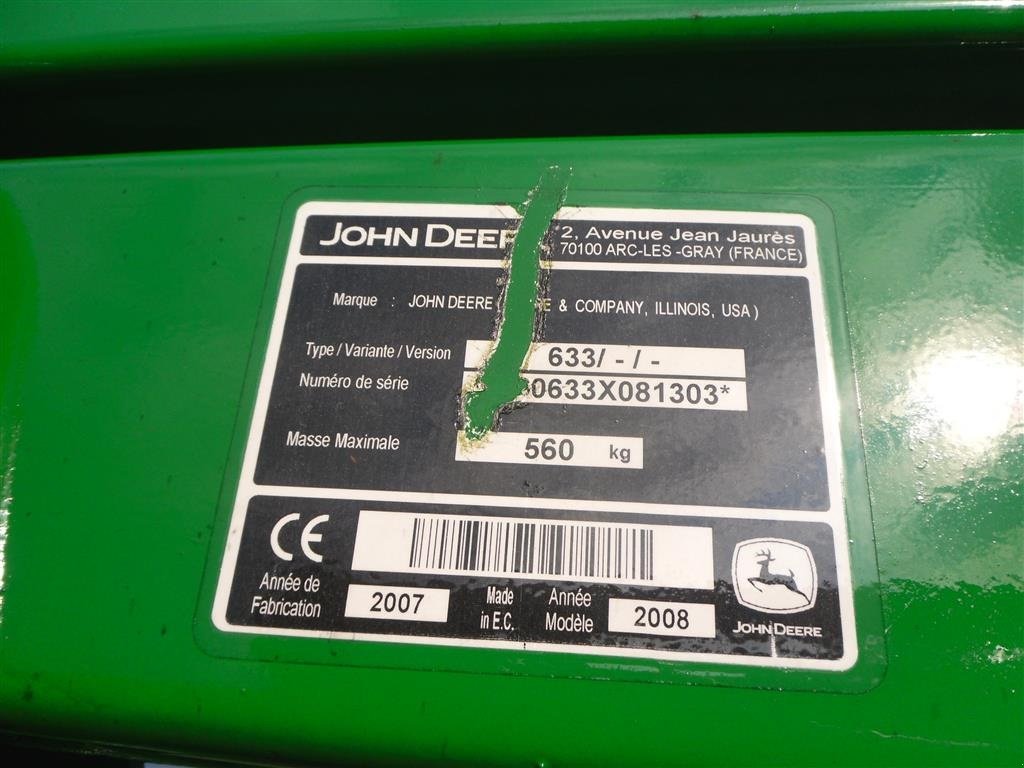 JOHN DEER 2, Avenue Jean Jaurès
70100 ARC-LES -GRAY (FRANCE)
Marque : JOHN DEERE ( & COMPANY, ILLINOIS, USA )
Type / Variante / Version 633/ - / -
Numéro de série 0633X081303*
Masse Maximale 560 kg
CE
Année de Fabrication 2007 Made in E.C. Année Modèle 2008
JOHN DEERE